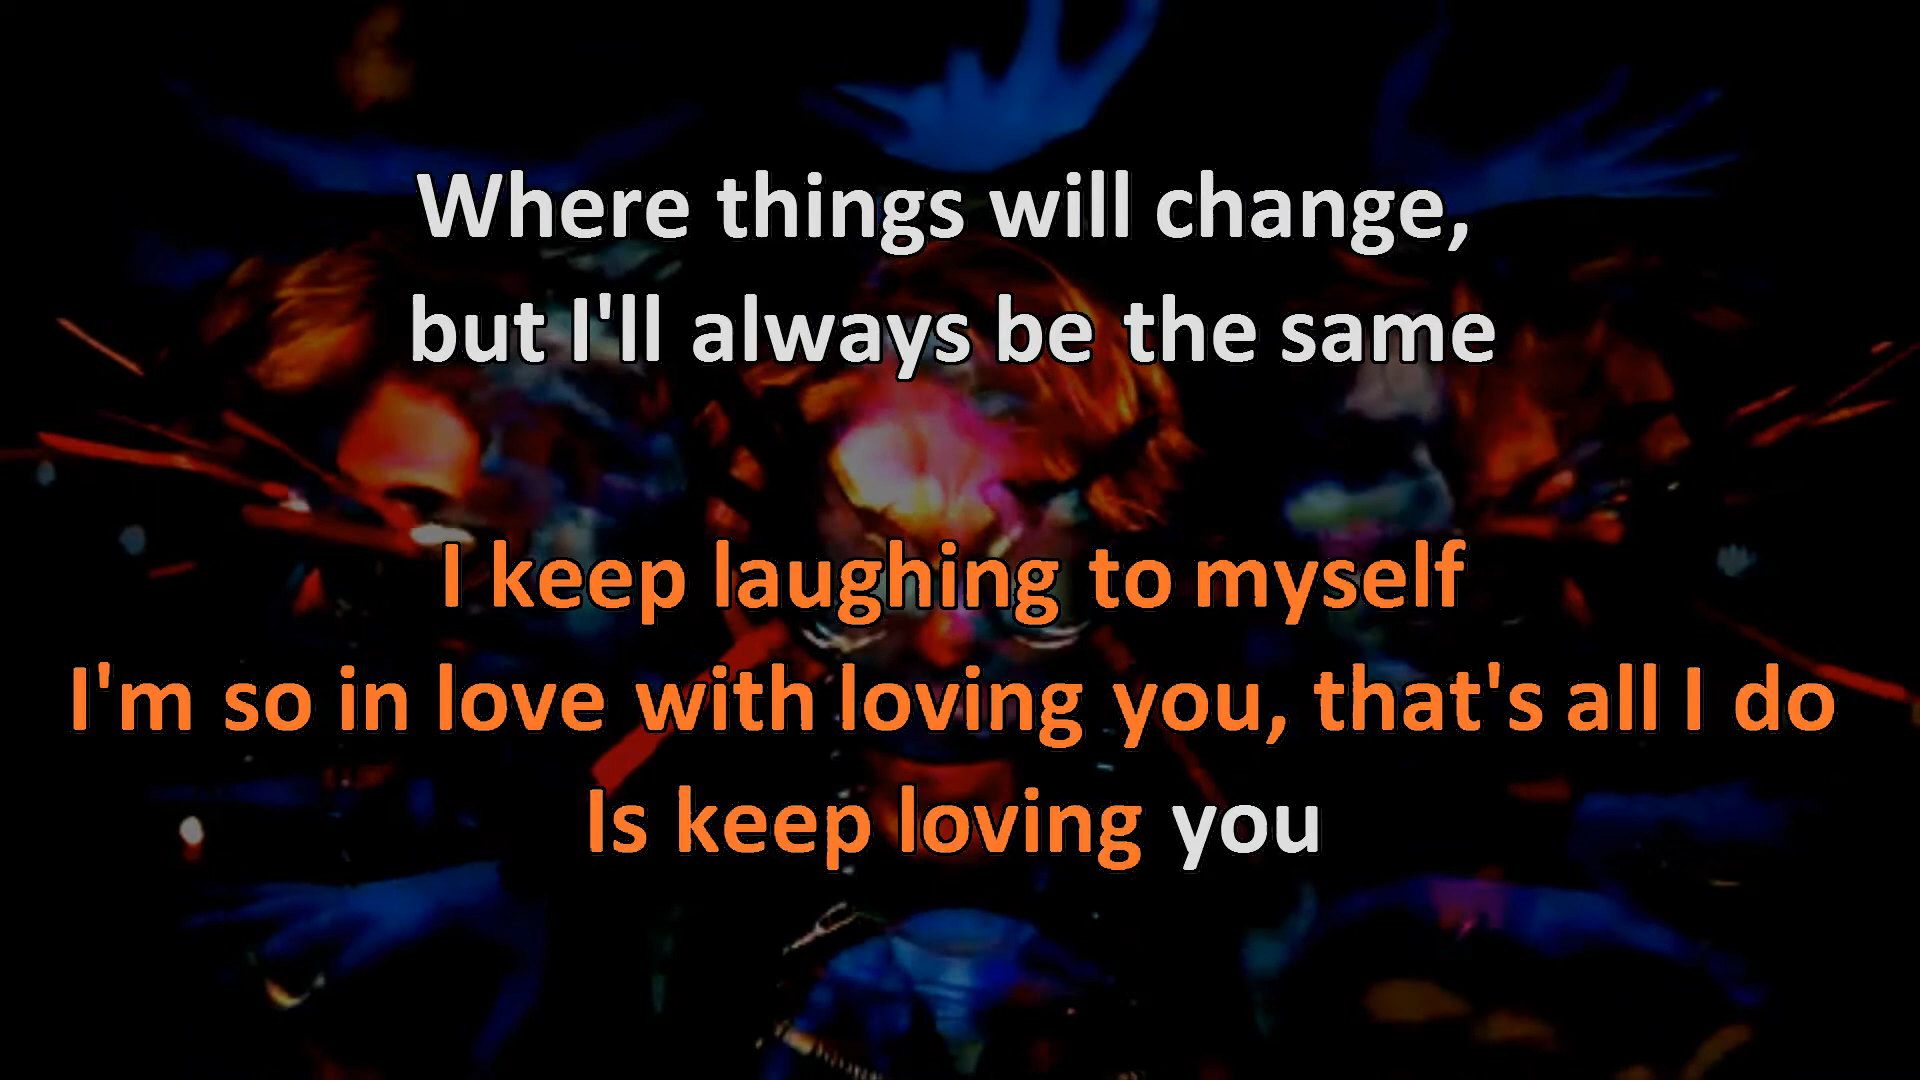 Where things will change,
but I'll always be the same
I keep laughing to myself
I'm so in love with loving you, that's all I do
Is keep loving you